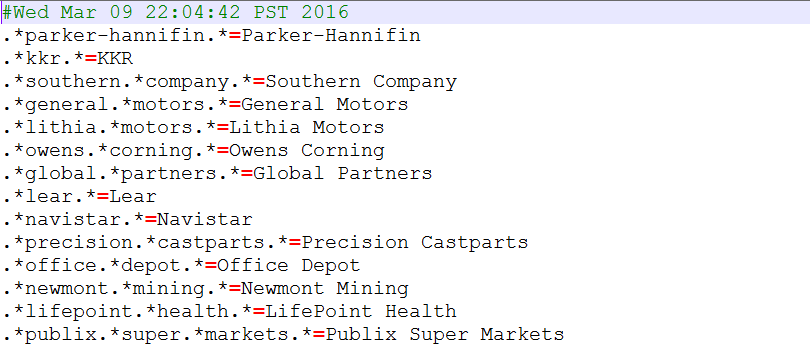 #Wed Mar 09 22:04:42 PST 2016
.*parker-hannifin.*=Parker-Hannifin
.*kkr.*=KKR
.*southern.*company.*=Southern Company
.*general.*motors.*=General Motors
.*lithia.*motors.*=Lithia Motors
.*owens.*corning.*=Owens Corning
.*global.*partners.*=Global Partners
.*lear.*=Lear
.*navistar.*=Navistar
.*precision.*castparts.*=Precision Castparts
.*office.*depot.*=Office Depot
.*newmont.*mining.*=Newmont Mining
.*lifepoint.*health.*=LifePoint Health
.*publix.*super.*markets.*=Publix Super Markets